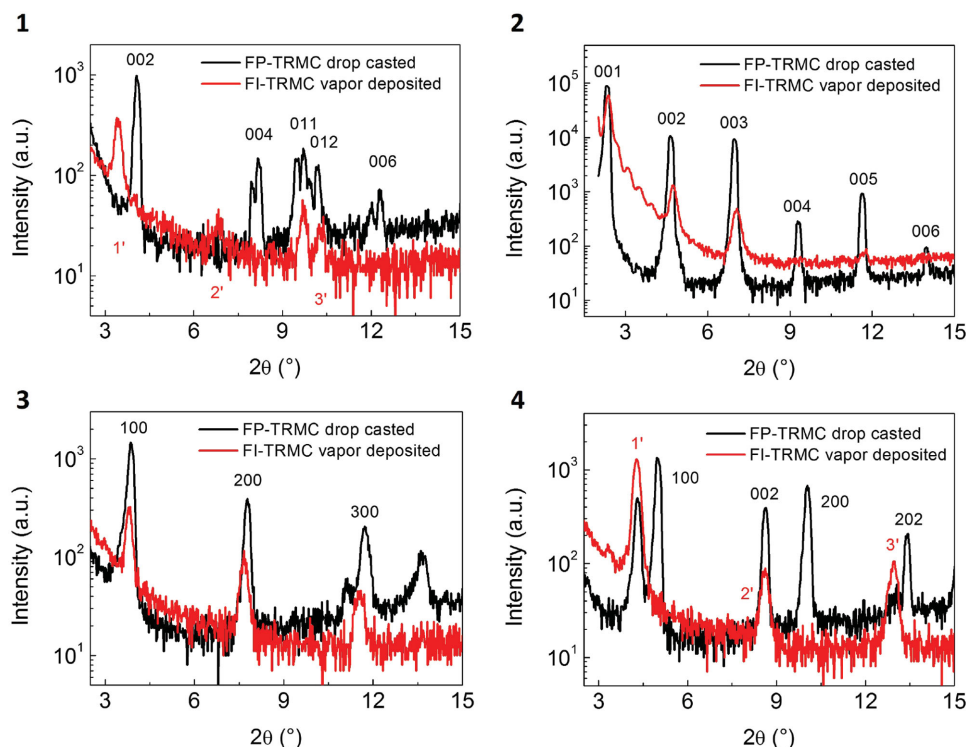 1
002
FP-TRMC drop casted
FI-TRMC vapor deposited
10³
10²
10¹
Intensity (a.u.)
004
011
012
006
1'
2'
3'
3 6 9 12 15
2θ (°)
2
001
FP-TRMC drop casted
FI-TRMC vapor deposited
10⁵
10⁴
10³
10²
10¹
Intensity (a.u.)
002
003
004
005
006
3 6 9 12 15
2θ (°)
3
100
FP-TRMC drop casted
FI-TRMC vapor deposited
10³
10²
10¹
Intensity (a.u.)
200
300
3 6 9 12 15
2θ (°)
4
1'
FP-TRMC drop casted
FI-TRMC vapor deposited
10³
10²
10¹
Intensity (a.u.)
100
002
200
202
2'
3'
3 6 9 12 15
2θ (°)